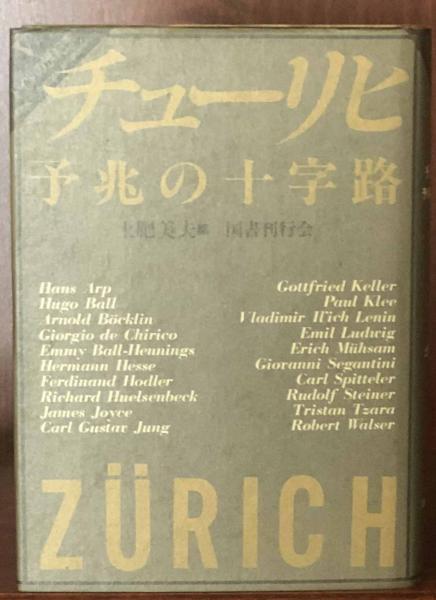 チューリヒ
予兆の十字路
土肥美夫編 国書刊行会
Hans Arp
Hugo Ball
Arnold Böcklin
Giorgio de Chirico
Emmy Ball-Hennings
Hermann Hesse
Ferdinand Hodler
Richard Huelsenbeck
James Joyce
Carl Gustav Jung
Gottfried Keller
Paul Klee
Vladimir Il'ich Lenin
Emil Ludwig
Erich Mühsam
Giovanni Segantini
Carl Spitteler
Rudolf Steiner
Tristan Tzara
Robert Walser
ZÜRICH